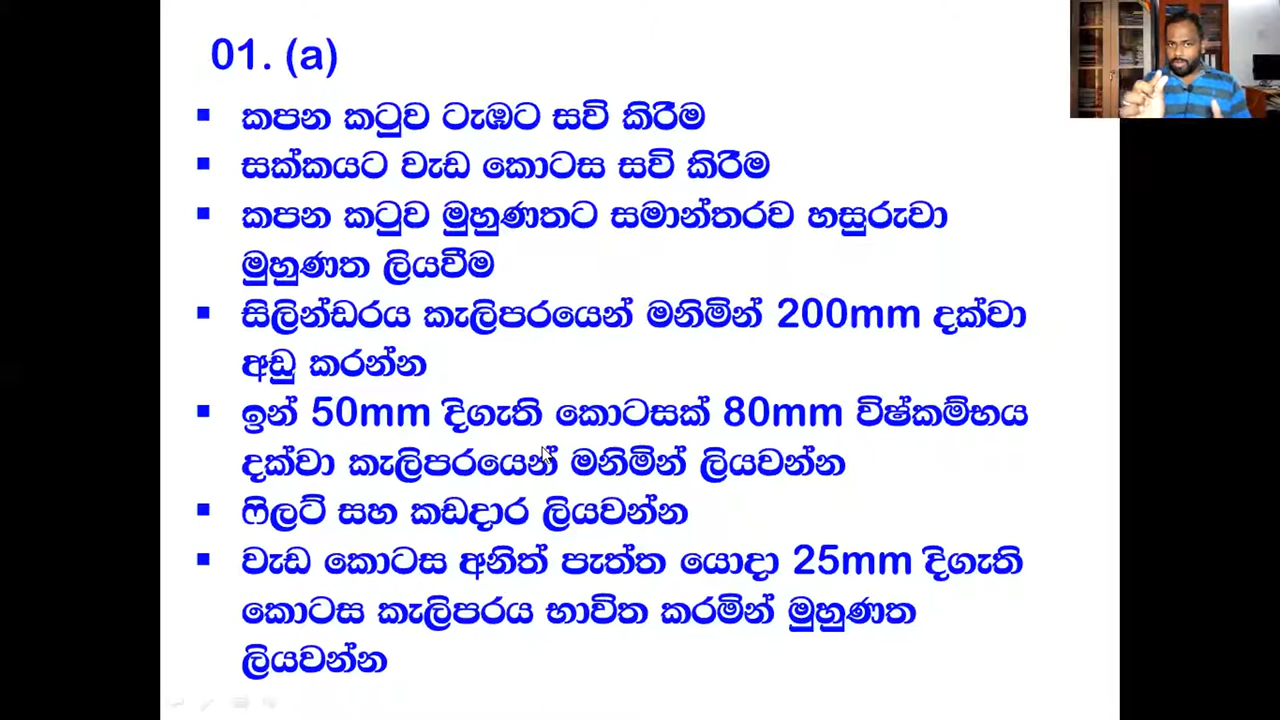 01. (a)
▪ කපන කටුව ටැඹට සවි කිරීම
▪ සක්කයට වැඩ කොටස සවි කිරීම
▪ කපන කටුව මුහුණතට සමාන්තරව හසුරුවා
මුහුණත ලියවීම
▪ සිලින්ඩරය කැලිපරයෙන් මනිමින් 200mm දක්වා
අඩු කරන්න
▪ ඉන් 50mm දිගැති කොටසක් 80mm විෂ්කම්භය
දක්වා කැලිපරයෙන් මනිමින් ලියවන්න
▪ ෆිලට් සහ කඩදාර ලියවන්න
▪ වැඩ කොටස අනිත් පැත්ත යොදා 25mm දිගැති
කොටස කැලිපරය භාවිත කරමින් මුහුණත
ලියවන්න